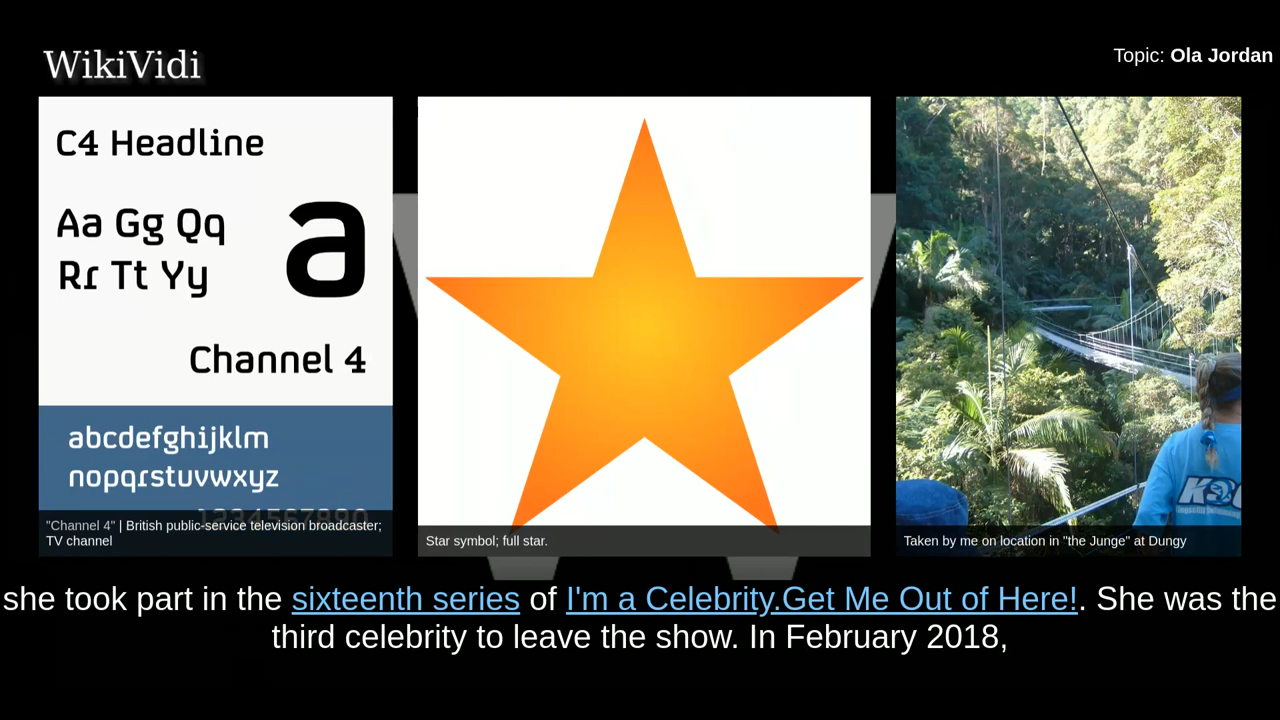 WikiVidi
Topic: Ola Jordan
C4 Headline
Aa Gg Qq
Rr Tt Yy
a
Channel 4
abcdefghijklm
nopqrstuvwxyz
1234567890
"Channel 4" | British public-service television broadcaster;
TV channel
Star symbol; full star.
Taken by me on location in "the Junge" at Dungy
she took part in the sixteenth series of I'm a Celebrity.Get Me Out of Here!. She was the
third celebrity to leave the show. In February 2018,